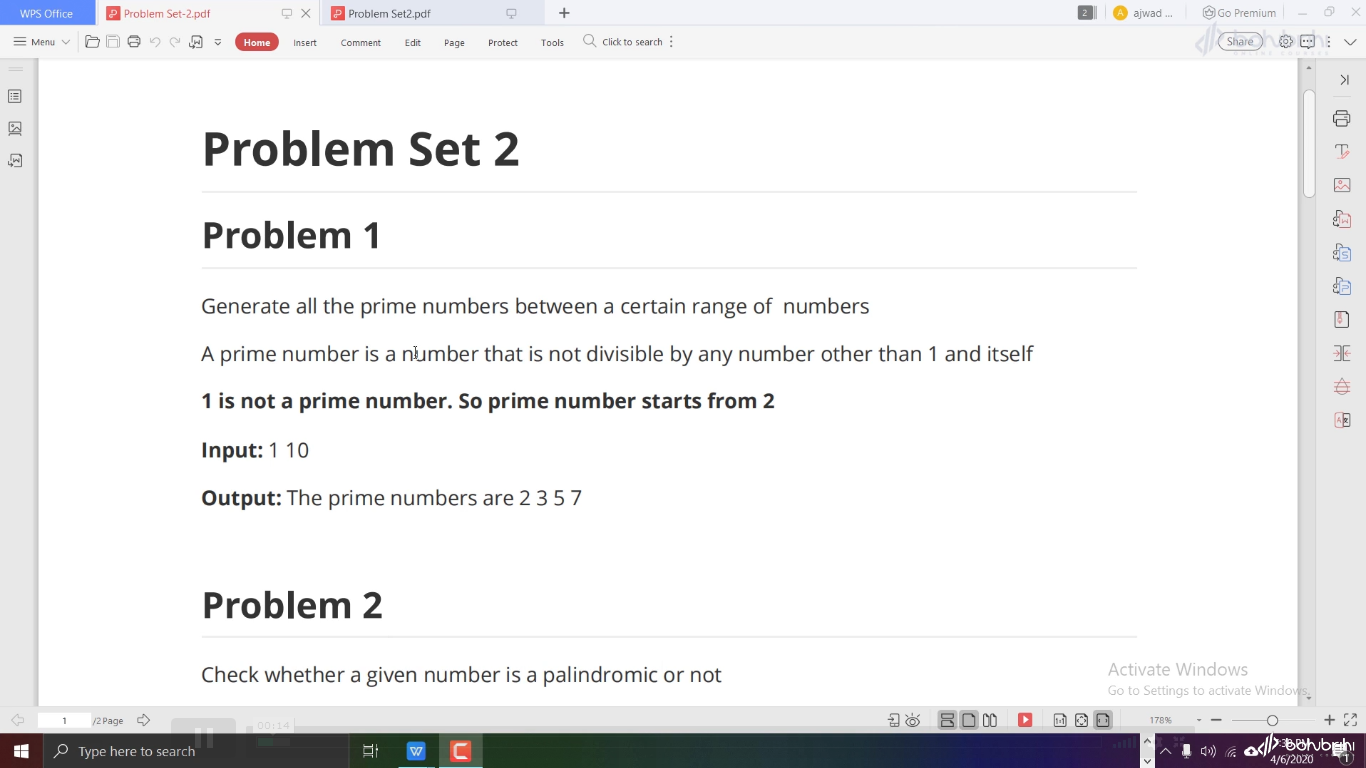 WPS Office
Problem Set-2.pdf
Problem Set2.pdf
2
ajwad ...
Go Premium
Menu
Home
Insert
Comment
Edit
Page
Protect
Tools
Click to search
Share
Problem Set 2
Problem 1
Generate all the prime numbers between a certain range of numbers
A prime number is a number that is not divisible by any number other than 1 and itself
1 is not a prime number. So prime number starts from 2
Input: 1 10
Output: The prime numbers are 2 3 5 7
Problem 2
Check whether a given number is a palindromic or not
Activate Windows
Go to Settings to activate Windows.
1
/2 Page
00:14
178%
Type here to search
bohubrihi
4/6/2020